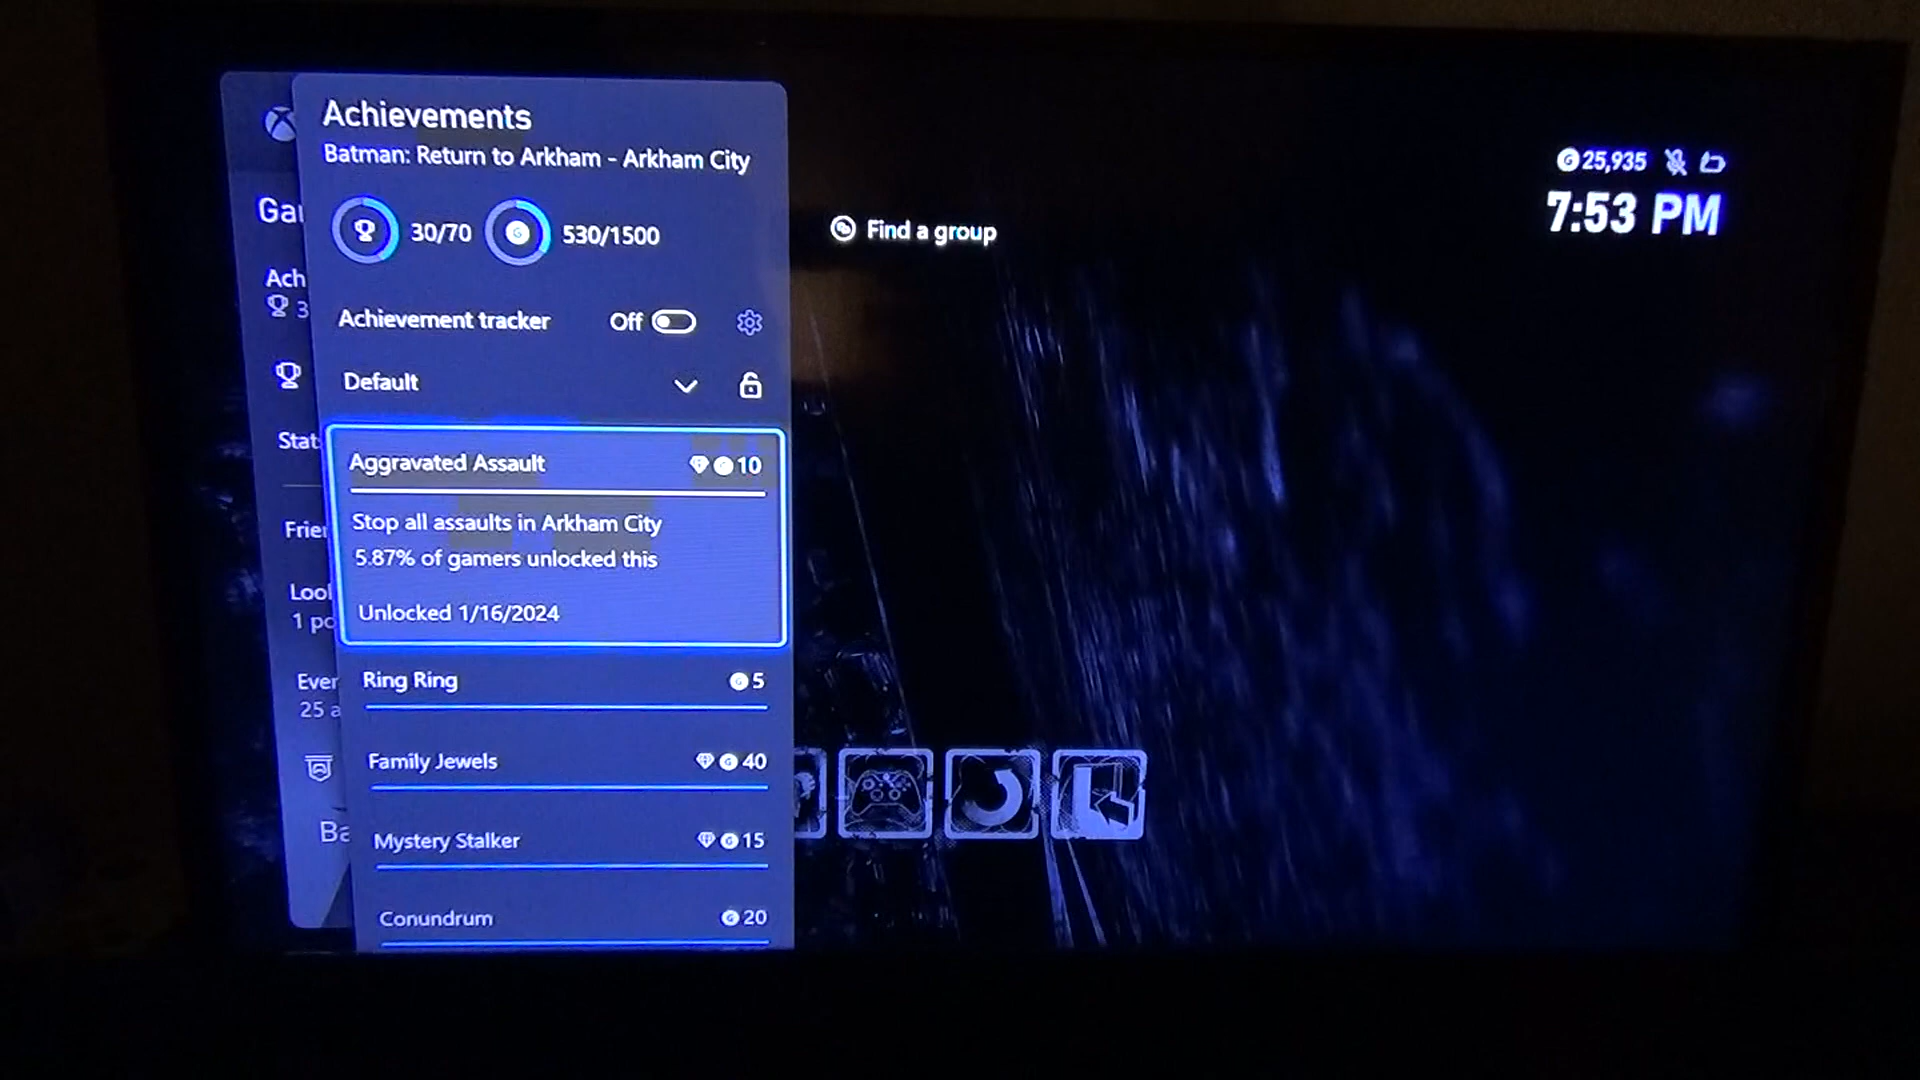 Achievements
Batman: Return to Arkham - Arkham City
30/70
530/1500
Achievement tracker
Off
Default
Aggravated Assault
10
Stop all assaults in Arkham City
5.87% of gamers unlocked this
Unlocked 1/16/2024
Ring Ring
5
Family Jewels
40
Mystery Stalker
15
Conundrum
20
Find a group
25,935
7:53 PM